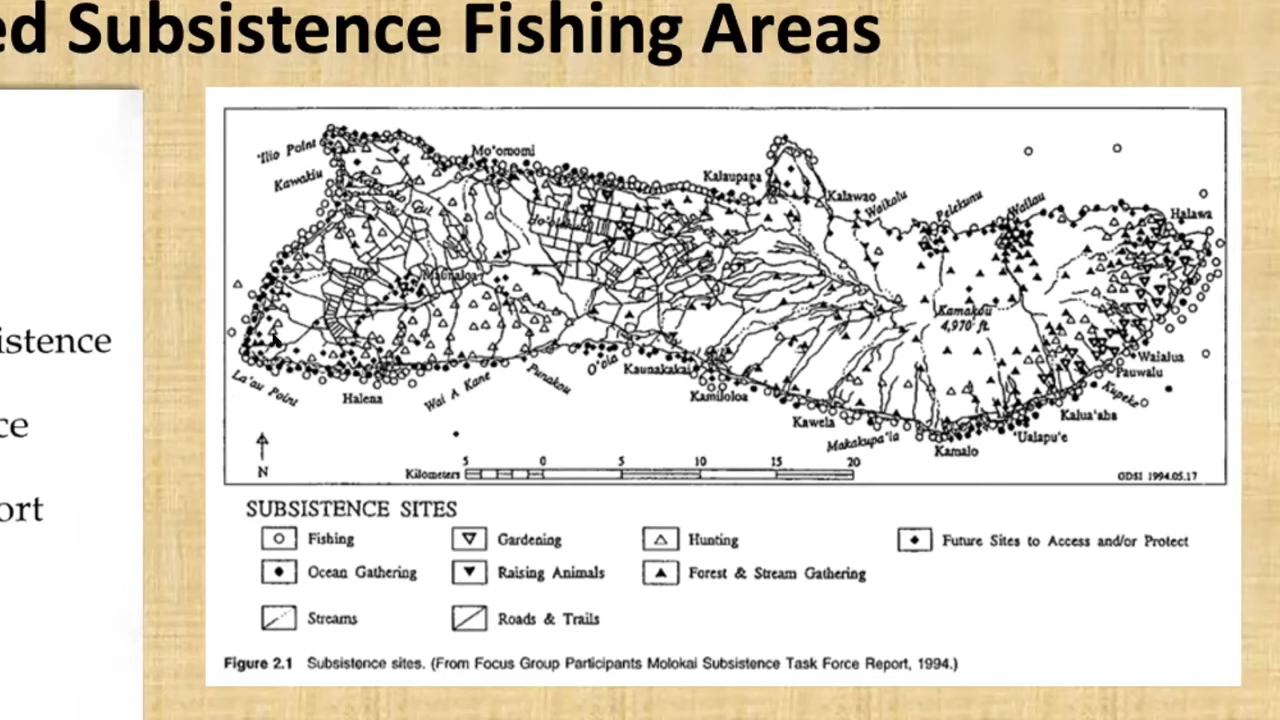 ed Subsistence Fishing Areas
istence
ce
ort
'Ilio Point
Kawakiu
Mo'omomi
Kalaupapa
Kalawao
Waikolu
Pelekunu
Wailau
Halawa
Maunaloa
Kamakou
4,970 ft.
La'au Point
Halena
Wai A Kane
Punakou
O'oia
Kaunakakai
Kamiloloa
Kawela
Makakupa'ia
Kamalo
'Ualapu'e
Kalua'aha
Kupeke
Pauwalu
Waialua
N
Kilometers 5 0 5 10 15 20
GDSI 1994.05.17
SUBSISTENCE SITES
Fishing
Gardening
Hunting
Future Sites to Access and/or Protect
Ocean Gathering
Raising Animals
Forest & Stream Gathering
Streams
Roads & Trails
Figure 2.1 Subsistence sites. (From Focus Group Participants Molokai Subsistence Task Force Report, 1994.)